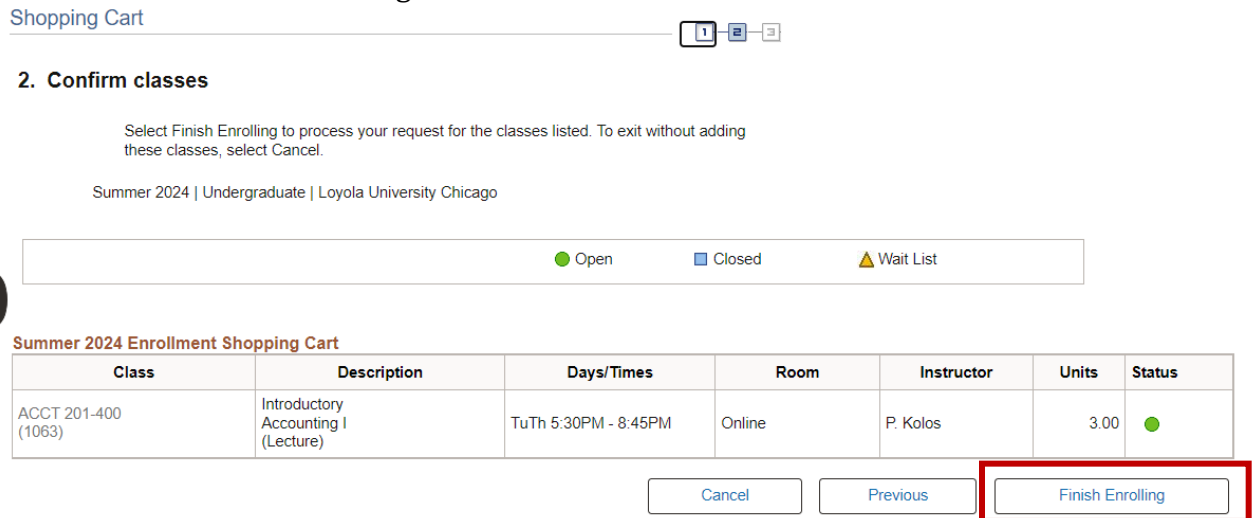 Shopping Cart
1 2 3
2. Confirm classes
Select Finish Enrolling to process your request for the classes listed. To exit without adding
these classes, select Cancel.
Summer 2024 | Undergraduate | Loyola University Chicago
Open Closed Wait List
Summer 2024 Enrollment Shopping Cart
Class Description Days/Times Room Instructor Units Status
ACCT 201-400
(1063)
Introductory
Accounting I
(Lecture)
TuTh 5:30PM - 8:45PM
Online
P. Kolos
3.00
Cancel Previous Finish Enrolling